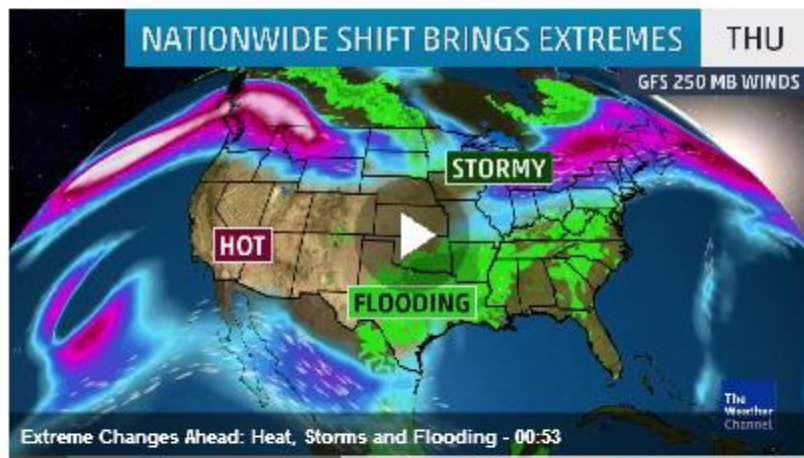 NATIONWIDE SHIFT BRINGS EXTREMES THU
GFS 250 MB WINDS
STORMY
HOT
FLOODING
The
Weather
Channel
Extreme Changes Ahead: Heat, Storms and Flooding - 00:53